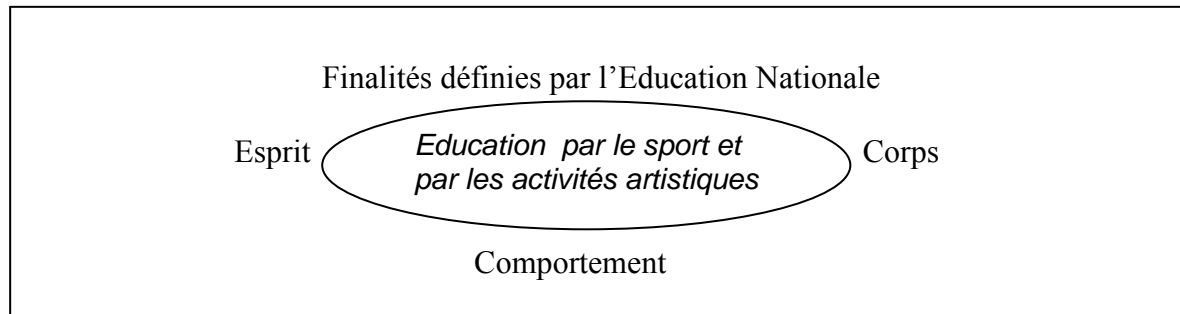 Finalités définies par l’Education Nationale
Esprit
Education par le sport et
par les activités artistiques
Corps
Comportement